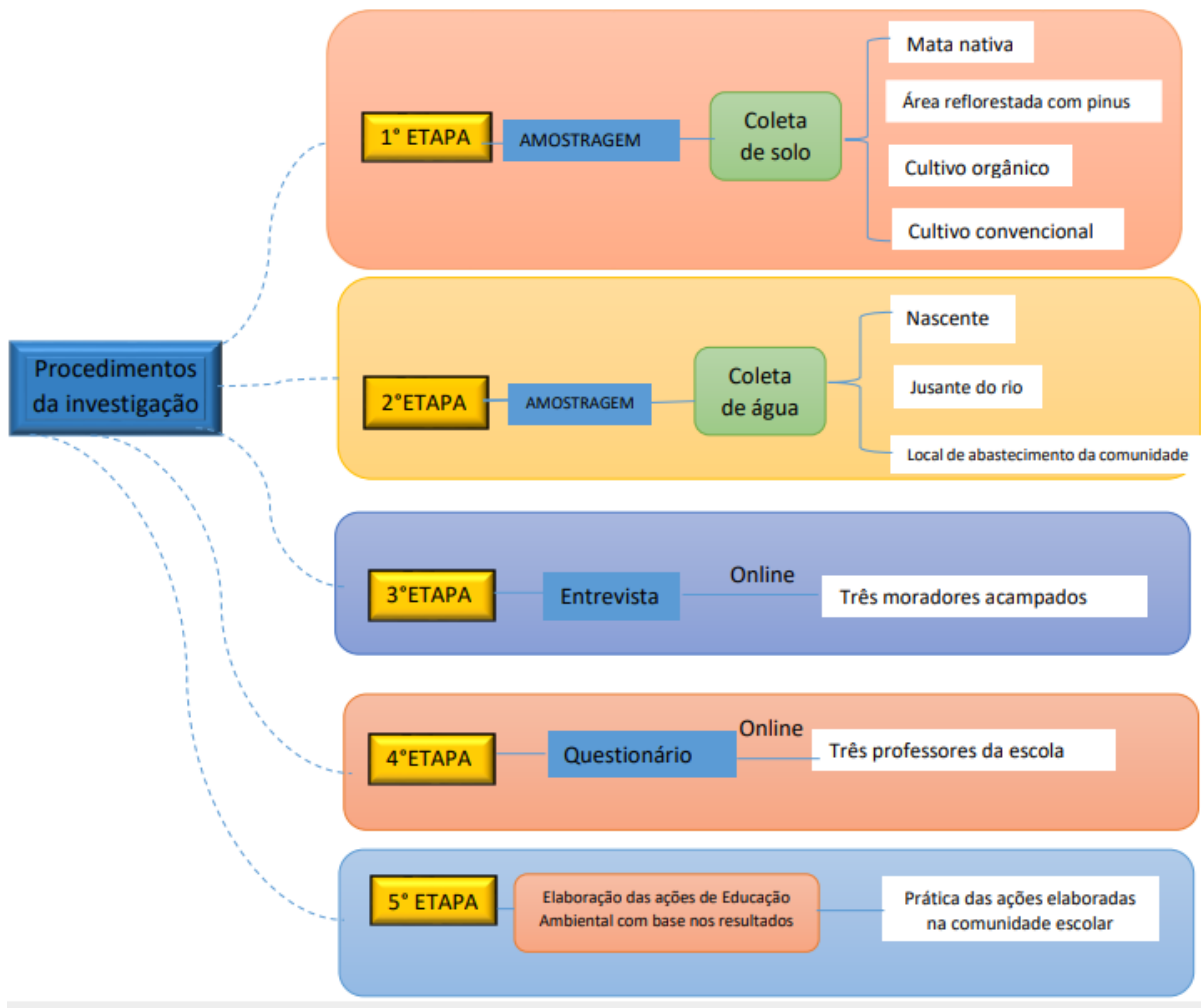 Procedimentos
da investigação
1° ETAPA
AMOSTRAGEM
Coleta
de solo
Mata nativa
Área reflorestada com pinus
Cultivo orgânico
Cultivo convencional
2°ETAPA
AMOSTRAGEM
Coleta
de água
Nascente
Jusante do rio
Local de abastecimento da comunidade
3°ETAPA
Entrevista
Online
Três moradores acampados
4°ETAPA
Questionário
Online
Três professores da escola
5° ETAPA
Elaboração das ações de Educação
Ambiental com base nos resultados
Prática das ações elaboradas
na comunidade escolar